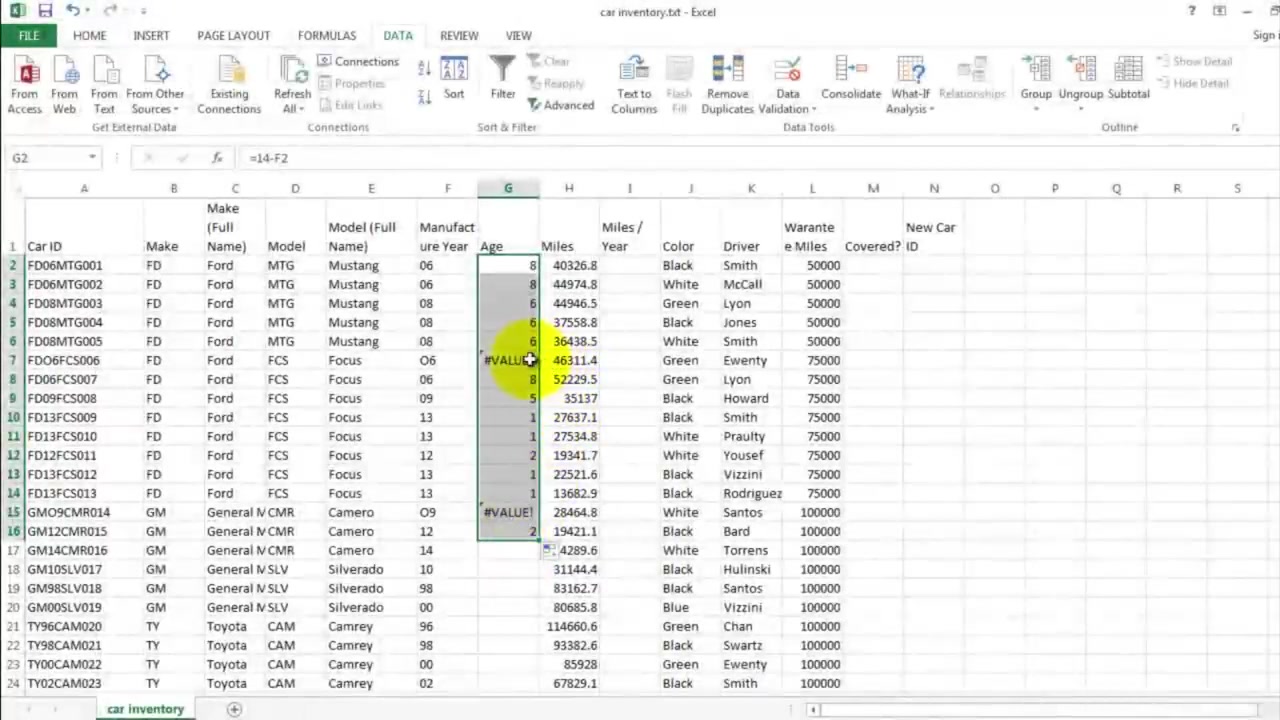 car inventory.txt - Excel
?
FILE HOME INSERT PAGE LAYOUT FORMULAS DATA REVIEW VIEW Sign
From Access
From Web
From Text
From Other Sources
Get External Data
Existing Connections
Refresh All
Connections
Properties
Edit Links
Connections
Sort
Filter
Clear
Reapply
Advanced
Sort & Filter
Text to Columns
Flash Fill
Remove Duplicates
Data Validation
Consolidate
What-If Analysis
Relationships
Data Tools
Group
Ungroup
Subtotal
Show Detail
Hide Detail
Outline
G2 fx =14-F2
A B C D E F G H I J K L M N O P Q R S
1 Car ID Make Make (Full Name) Model Model (Full Name) Manufacture Year Age Miles Miles / Year Color Driver Warantee Miles Covered? New Car ID
2 FD06MTG001 FD Ford MTG Mustang 06 8 40326.8 Black Smith 50000
3 FD06MTG002 FD Ford MTG Mustang 06 8 44974.8 White McCall 50000
4 FD08MTG003 FD Ford MTG Mustang 08 6 44946.5 Green Lyon 50000
5 FD08MTG004 FD Ford MTG Mustang 08 6 37558.8 Black Jones 50000
6 FD08MTG005 FD Ford MTG Mustang 08 6 36438.5 White Smith 50000
7 FDO6FCS006 FD Ford FCS Focus O6 #VALUE 46311.4 Green Ewenty 75000
8 FD06FCS007 FD Ford FCS Focus 06 8 52229.5 Green Lyon 75000
9 FD09FCS008 FD Ford FCS Focus 09 5 35137 Black Howard 75000
10 FD13FCS009 FD Ford FCS Focus 13 1 27637.1 Black Smith 75000
11 FD13FCS010 FD Ford FCS Focus 13 1 27534.8 White Praulty 75000
12 FD12FCS011 FD Ford FCS Focus 12 2 19341.7 White Yousef 75000
13 FD13FCS012 FD Ford FCS Focus 13 1 22521.6 Black Vizzini 75000
14 FD13FCS013 FD Ford FCS Focus 13 1 13682.9 Black Rodriguez 75000
15 GMO9CMR014 GM General M CMR Camero O9 #VALUE! 28464.8 White Santos 100000
16 GM12CMR015 GM General M CMR Camero 12 2 19421.1 Black Bard 100000
17 GM14CMR016 GM General M CMR Camero 14 4289.6 White Torrens 100000
18 GM10SLV017 GM General M SLV Silverado 10 31144.4 Black Hulinski 100000
19 GM98SLV018 GM General M SLV Silverado 98 83162.7 Black Santos 100000
20 GM00SLV019 GM General M SLV Silverado 00 80685.8 Blue Vizzini 100000
21 TY96CAM020 TY Toyota CAM Camrey 96 114660.6 Green Chan 100000
22 TY98CAM021 TY Toyota CAM Camrey 98 93382.6 Black Swartz 100000
23 TY00CAM022 TY Toyota CAM Camrey 00 85928 Green Ewenty 100000
24 TY02CAM023 TY Toyota CAM Camrey 02 67829.1 Black Smith 100000
car inventory